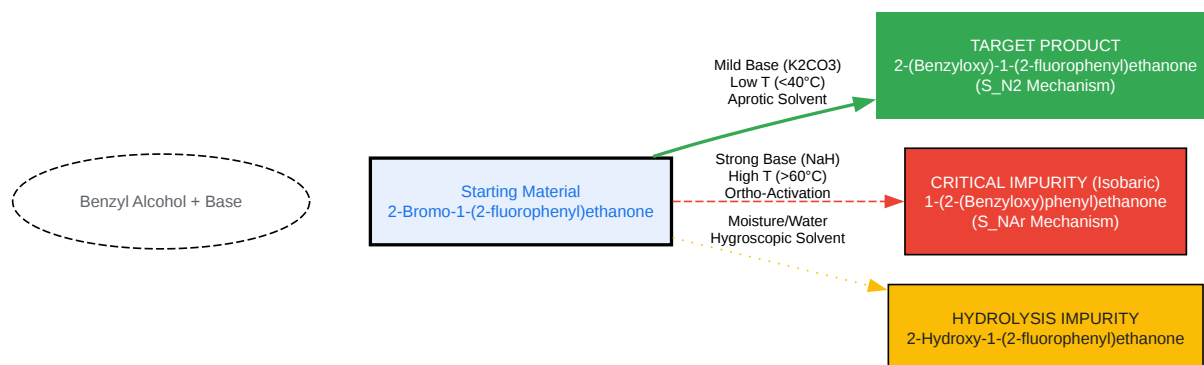 Benzyl Alcohol + Base
Starting Material
2-Bromo-1-(2-fluorophenyl)ethanone
Mild Base (K2CO3)
Low T (<40°C)
Aprotic Solvent
Strong Base (NaH)
High T (>60°C)
Ortho-Activation
Moisture/Water
Hygroscopic Solvent
TARGET PRODUCT
2-(Benzyloxy)-1-(2-fluorophenyl)ethanone
(S_N2 Mechanism)
CRITICAL IMPURITY (Isobaric)
1-(2-(Benzyloxy)phenyl)ethanone
(S_NAr Mechanism)
HYDROLYSIS IMPURITY
2-Hydroxy-1-(2-fluorophenyl)ethanone